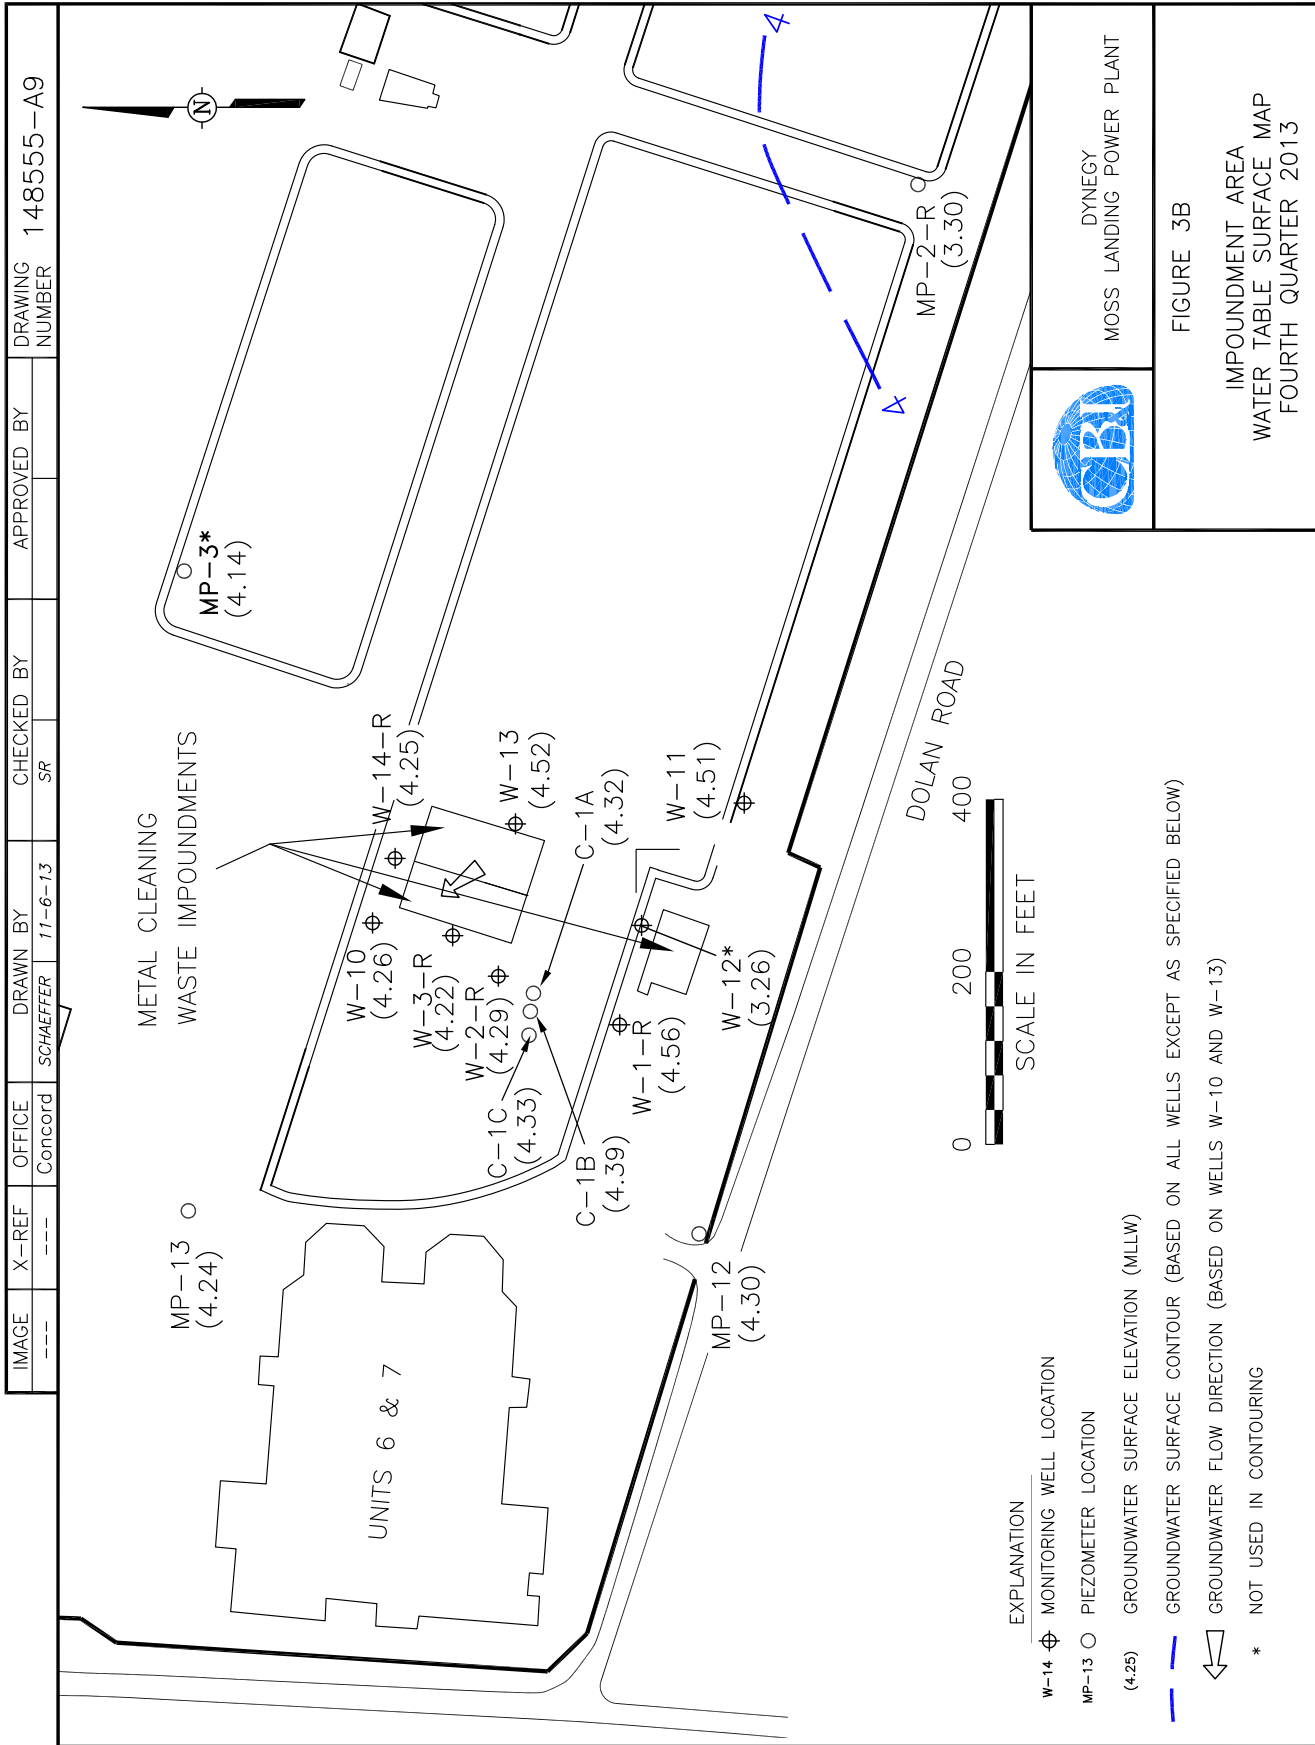 IMAGE X-REF OFFICE DRAWN BY CHECKED BY APPROVED BY DRAWING NUMBER 148555-A9
--- --- Concord SCHAEFFER 11-6-13 SR
N
METAL CLEANING
WASTE IMPOUNDMENTS
MP-3*
(4.14)
MP-13
(4.24)
W-14-R
(4.25)
W-10
(4.26)
W-13
(4.52)
W-3-R
(4.22)
W-2-R
(4.29)
C-1A
(4.32)
C-1C
(4.33)
C-1B
(4.39)
W-11
(4.51)
W-1-R
(4.56)
W-12*
(3.26)
MP-12
(4.30)
MP-2-R
(3.30)
4
4
UNITS 6 & 7
DOLAN ROAD
0 200 400
SCALE IN FEET
EXPLANATION
W-14 MONITORING WELL LOCATION
MP-13 PIEZOMETER LOCATION
(4.25) GROUNDWATER SURFACE ELEVATION (MLLW)
GROUNDWATER SURFACE CONTOUR (BASED ON ALL WELLS EXCEPT AS SPECIFIED BELOW)
GROUNDWATER FLOW DIRECTION (BASED ON WELLS W-10 AND W-13)
* NOT USED IN CONTOURING
CB&I
DYNEGY
MOSS LANDING POWER PLANT
FIGURE 3B
IMPOUNDMENT AREA
WATER TABLE SURFACE MAP
FOURTH QUARTER 2013